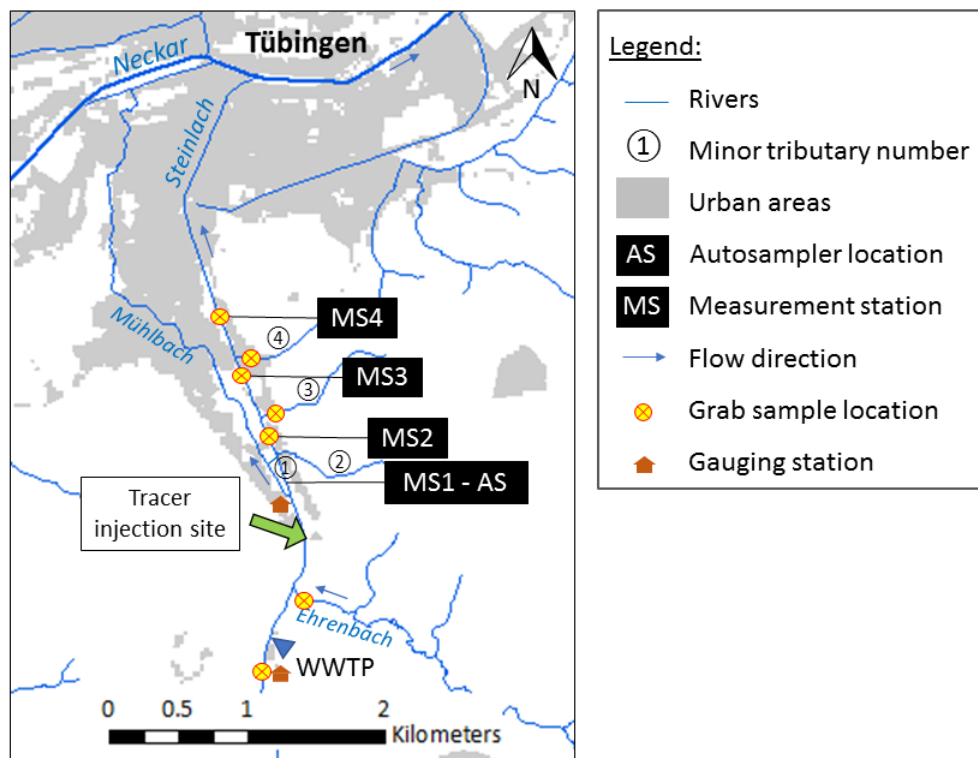 Tübingen
Neckar
Steinlach
N
Mühlbach
MS4
④
MS3
③
MS2
②
①
MS1 - AS
Tracer
injection site
Ehrenbach
WWTP
0 0.5 1 2
Kilometers
Legend:
Rivers
① Minor tributary number
Urban areas
AS Autosampler location
MS Measurement station
Flow direction
Grab sample location
Gauging station